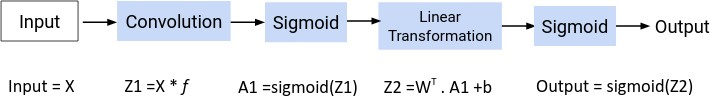 Input
Convolution
Sigmoid
Linear
Transformation
Sigmoid
Output
Input = X
Z1 =X * f
A1 =sigmoid(Z1)
Z2 =Wᵀ . A1 +b
Output = sigmoid(Z2)